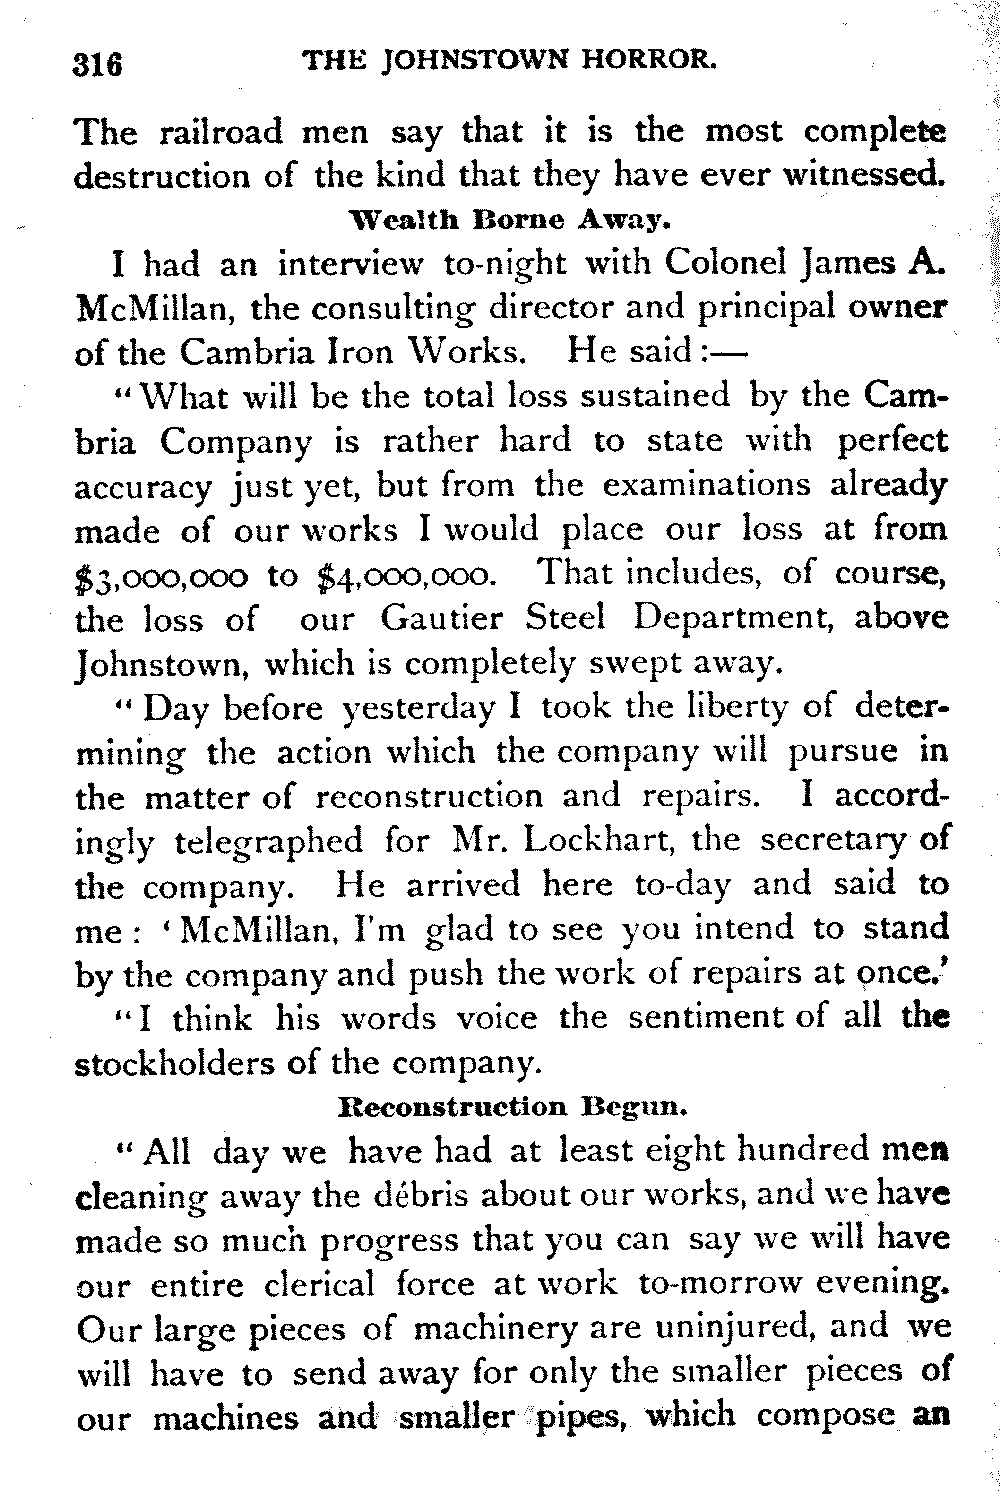 316 THE JOHNSTOWN HORROR.
The railroad men say that it is the most complete
destruction of the kind that they have ever witnessed.
Wealth Borne Away.
I had an interview to-night with Colonel James A.
McMillan, the consulting director and principal owner
of the Cambria Iron Works. He said:—
"What will be the total loss sustained by the Cam-
bria Company is rather hard to state with perfect
accuracy just yet, but from the examinations already
made of our works I would place our loss at from
$3,000,000 to $4,000,000. That includes, of course,
the loss of our Gautier Steel Department, above
Johnstown, which is completely swept away.
"Day before yesterday I took the liberty of deter-
mining the action which the company will pursue in
the matter of reconstruction and repairs. I accord-
ingly telegraphed for Mr. Lockhart, the secretary of
the company. He arrived here to-day and said to
me: 'McMillan, I'm glad to see you intend to stand
by the company and push the work of repairs at once.'
"I think his words voice the sentiment of all the
stockholders of the company.
Reconstruction Begun.
"All day we have had at least eight hundred men
cleaning away the débris about our works, and we have
made so much progress that you can say we will have
our entire clerical force at work to-morrow evening.
Our large pieces of machinery are uninjured, and we
will have to send away for only the smaller pieces of
our machines and smaller pipes, which compose an